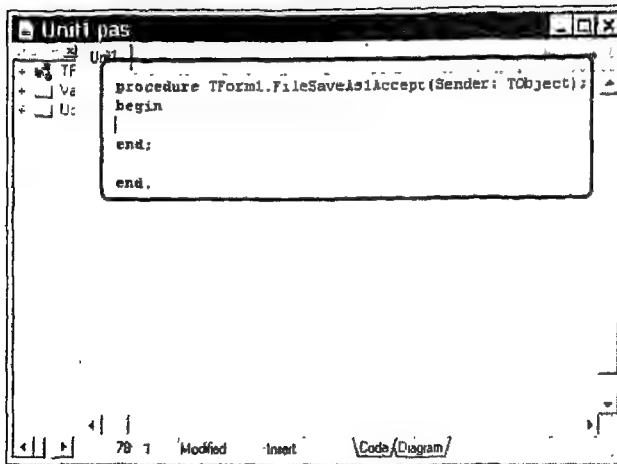 Unit1.pas
Unit1
TF
Va
Uc
procedure TForm1.FileSaveAs1Accept(Sender: TObject);
begin
end;
end.
78 1 Modified Insert Code Diagram